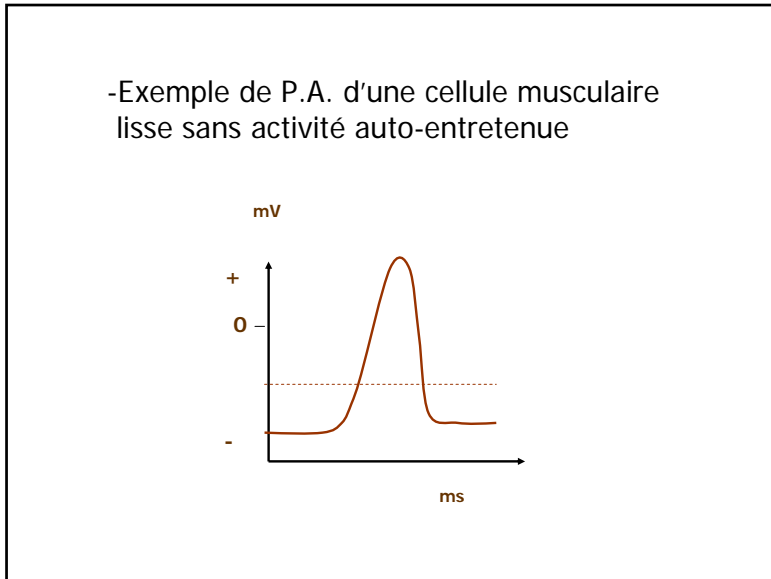 -Exemple de P.A. d'une cellule musculaire
lisse sans activité auto-entretenue
mV
+
0
-
ms